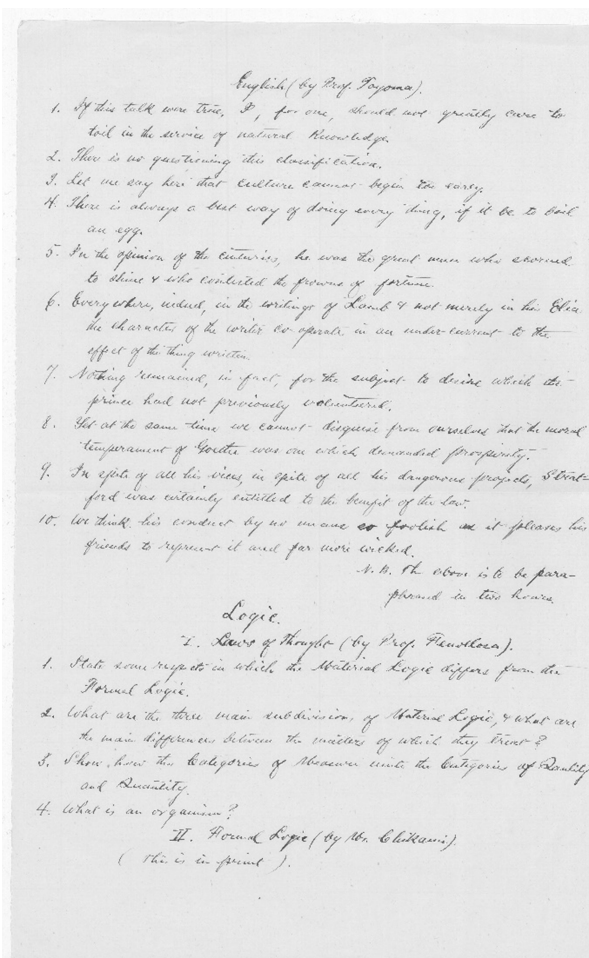 English (by Prof. Toyoma).
1. If this talk were true, I, for one, should not greatly care to
toil in the service of natural knowledge.
2. There is no questioning this classification.
3. Let me say here that culture cannot begin too early.
4. There is always a best way of doing every thing, if it be to boil
an egg.
5. In the opinion of the centuries, he was the great man who scorned
to shine & who contested the frowns of fortune.
6. Everywhere, indeed, in the writings of Lamb & not merely in his Elia
the character of the writer co-operate in an under-current to the
effect of the thing written.
7. Nothing remained, in fact, for the subject to desire which the
prince had not previously volunteered.
8. Yet at the same time we cannot disguise from ourselves that the moral
temperament of Goethe was one which demanded prosperity.
9. In spite of all his vices, in spite of all his dangerous projects, Straf-
ford was certainly entitled to the benefit of the law.
10. We think his conduct by no means so foolish as it pleases his
friends to represent it and far more wicked.
N.B. The above is to be para-
phrased in two hours.
Logic.
I. Laws of Thought (by Prof. Fenollosa).
1. State some respects in which the Material Logic differs from the
Formal Logic.
2. What are the three main subdivisions of Material Logic, & what are
the main differences between the matters of which they treat?
3. Show how the Categories of Measure unite the Categories of Quality
and Quantity.
4. What is an organism?
II. Formal Logic (by Mr. Chikami).
(This is in print).